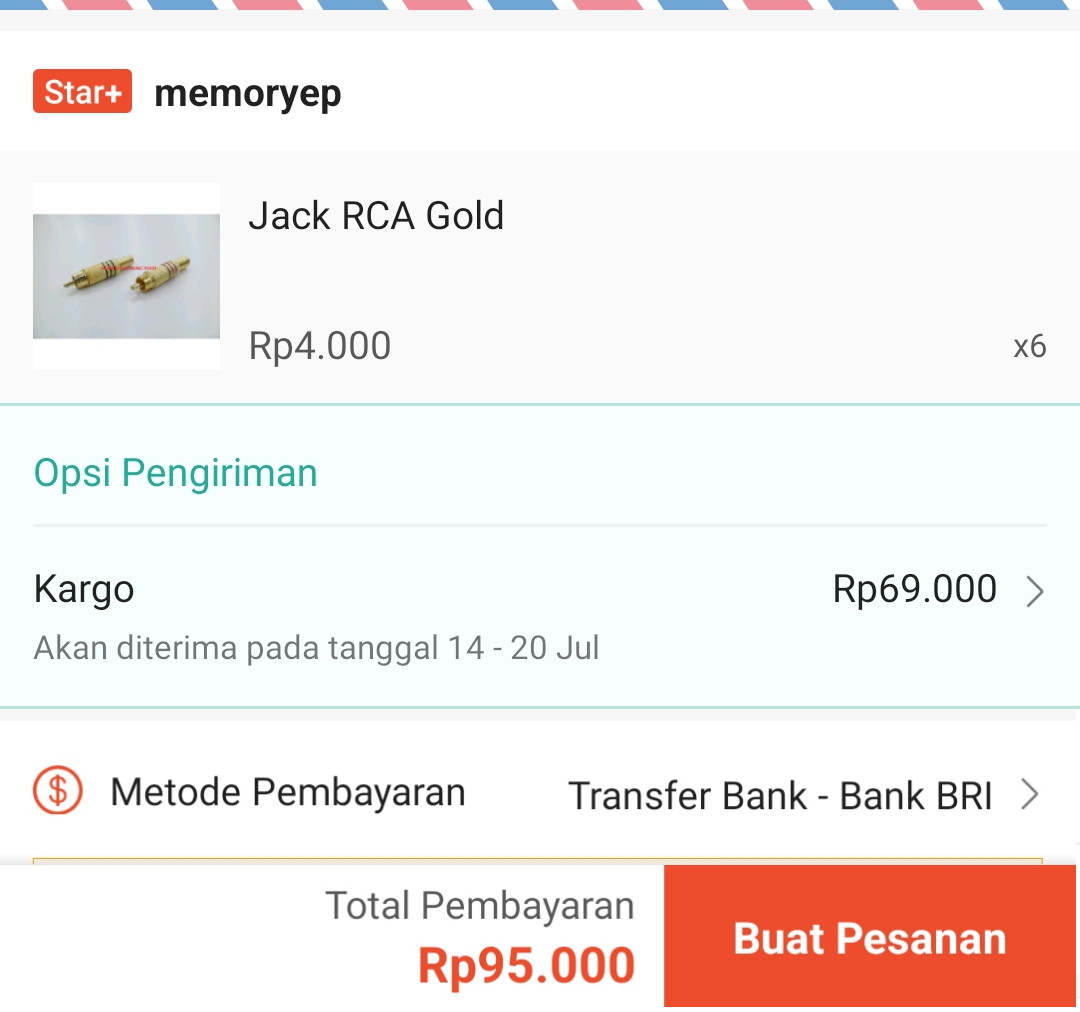 Star+ memoryep
Jack RCA Gold
Rp4.000 x6
Opsi Pengiriman
Kargo Rp69.000
Akan diterima pada tanggal 14 - 20 Jul
Metode Pembayaran Transfer Bank - Bank BRI
Total Pembayaran
Rp95.000
Buat Pesanan